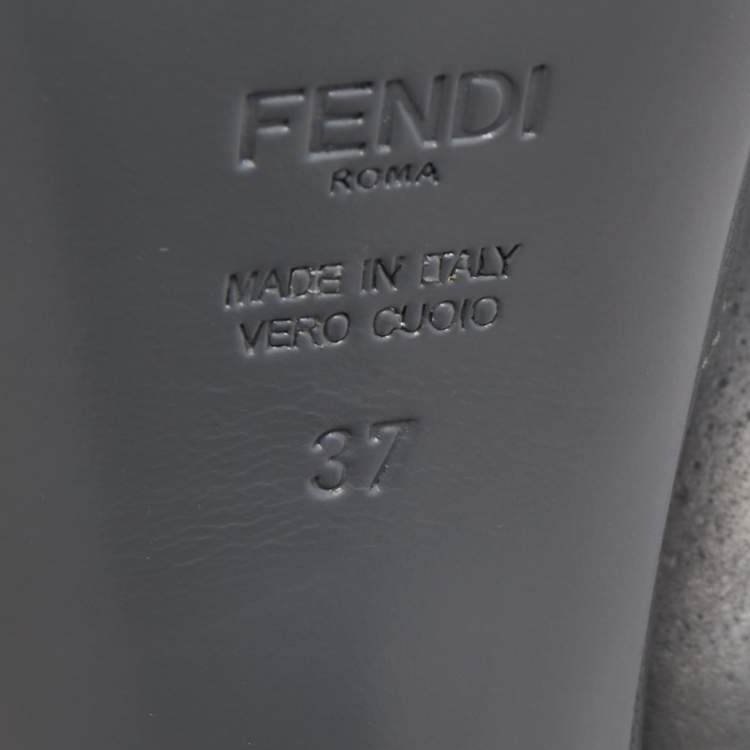 FENDI
ROMA
MADE IN ITALY
VERO CUOIO
37